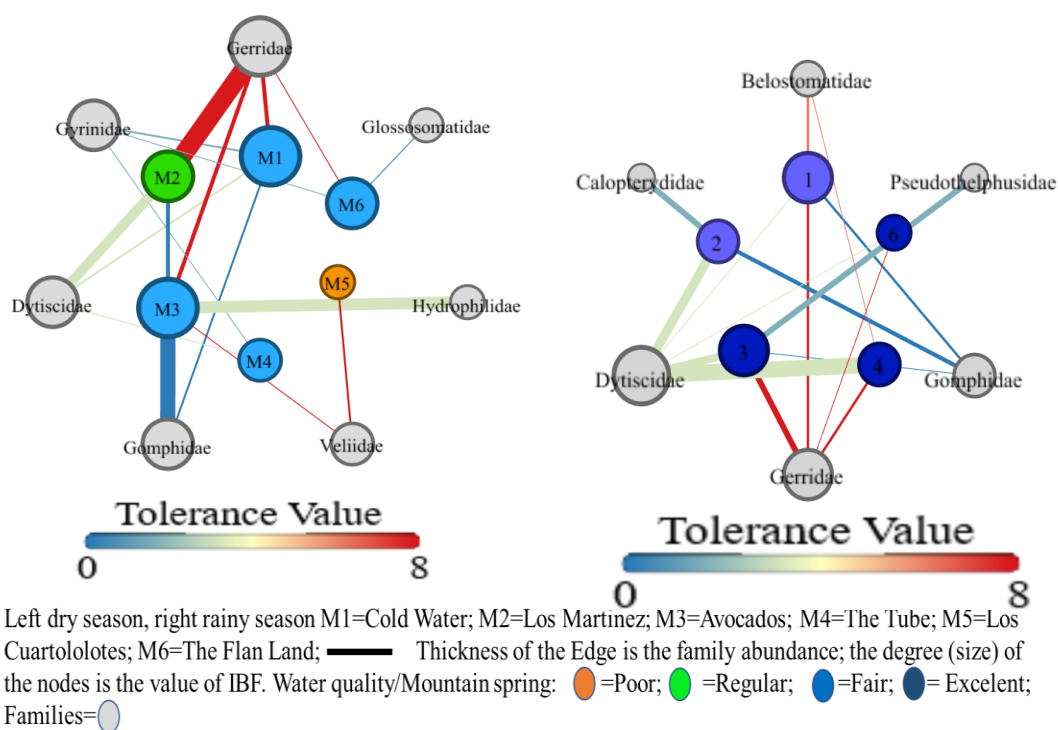 Gerridae
Gyrinidae
Glossosomatidae
M1
M2
M6
M5
Dytiscidae
M3
Hydrophilidae
M4
Gomphidae
Veliidae
Tolerance Value
0 8
Belostomatidae
Calopterydidae
1
Pseudothelphusidae
2
6
3
4
Dytiscidae
Gomphidae
Gerridae
Tolerance Value
0 8
Left dry season, right rainy season M1=Cold Water; M2=Los Martinez; M3=Avocados; M4=The Tube; M5=Los
Cuartololotes; M6=The Flan Land; Thickness of the Edge is the family abundance; the degree (size) of
the nodes is the value of IBF. Water quality/Mountain spring: =Poor; =Regular; =Fair; = Excelent;
Families=